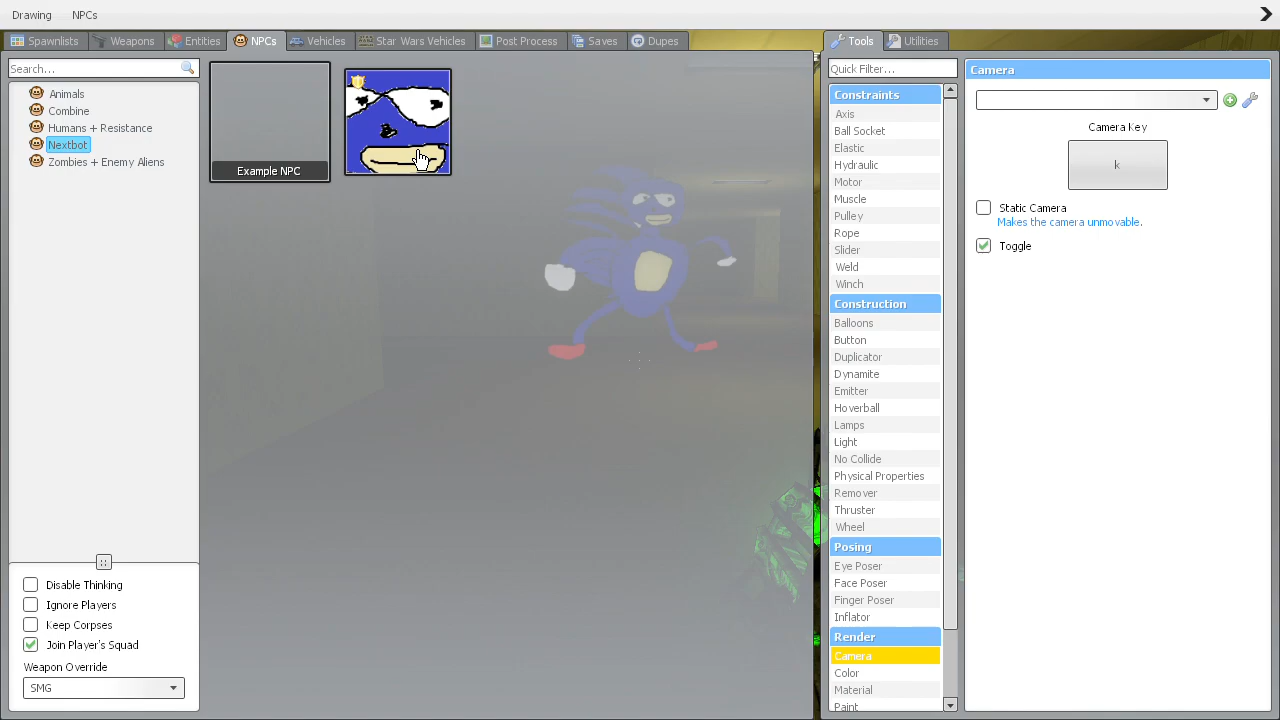 Drawing NPCs
Spawnlists Weapons Entities NPCs Vehicles Star Wars Vehicles Post Process Saves Dupes
Tools Utilities
Search...
Animals
Combine
Humans + Resistance
Nextbot
Zombies + Enemy Aliens
Example NPC
Disable Thinking
Ignore Players
Keep Corpses
Join Player's Squad
Weapon Override
SMG
Quick Filter...
Constraints
Axis
Ball Socket
Elastic
Hydraulic
Motor
Muscle
Pulley
Rope
Slider
Weld
Winch
Construction
Balloons
Button
Duplicator
Dynamite
Emitter
Hoverball
Lamps
Light
No Collide
Physical Properties
Remover
Thruster
Wheel
Posing
Eye Poser
Face Poser
Finger Poser
Inflator
Render
Camera
Color
Material
Paint
Camera
Camera Key
k
Static Camera
Makes the camera unmovable.
Toggle